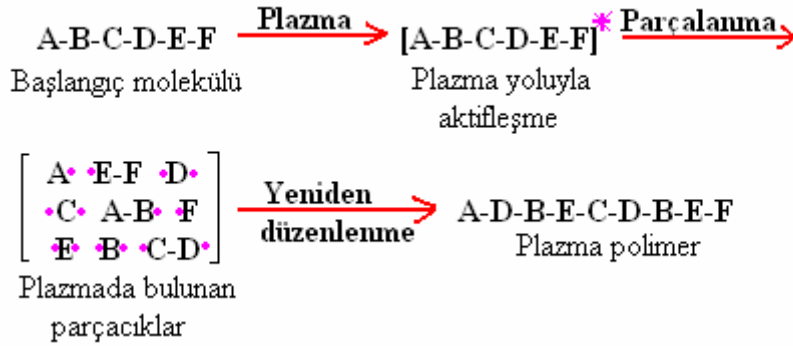 Plazma
Parçalanma
A-B-C-D-E-F
[A-B-C-D-E-F]*
Başlangıç molekülü
Plazma yoluyla
aktifleşme
A• •E-F •D•
•C• A-B• •F
•E• •B• •C-D•
Yeniden
düzenlenme
A-D-B-E-C-D-B-E-F
Plazma polimer
Plazmada bulunan
parçacıklar